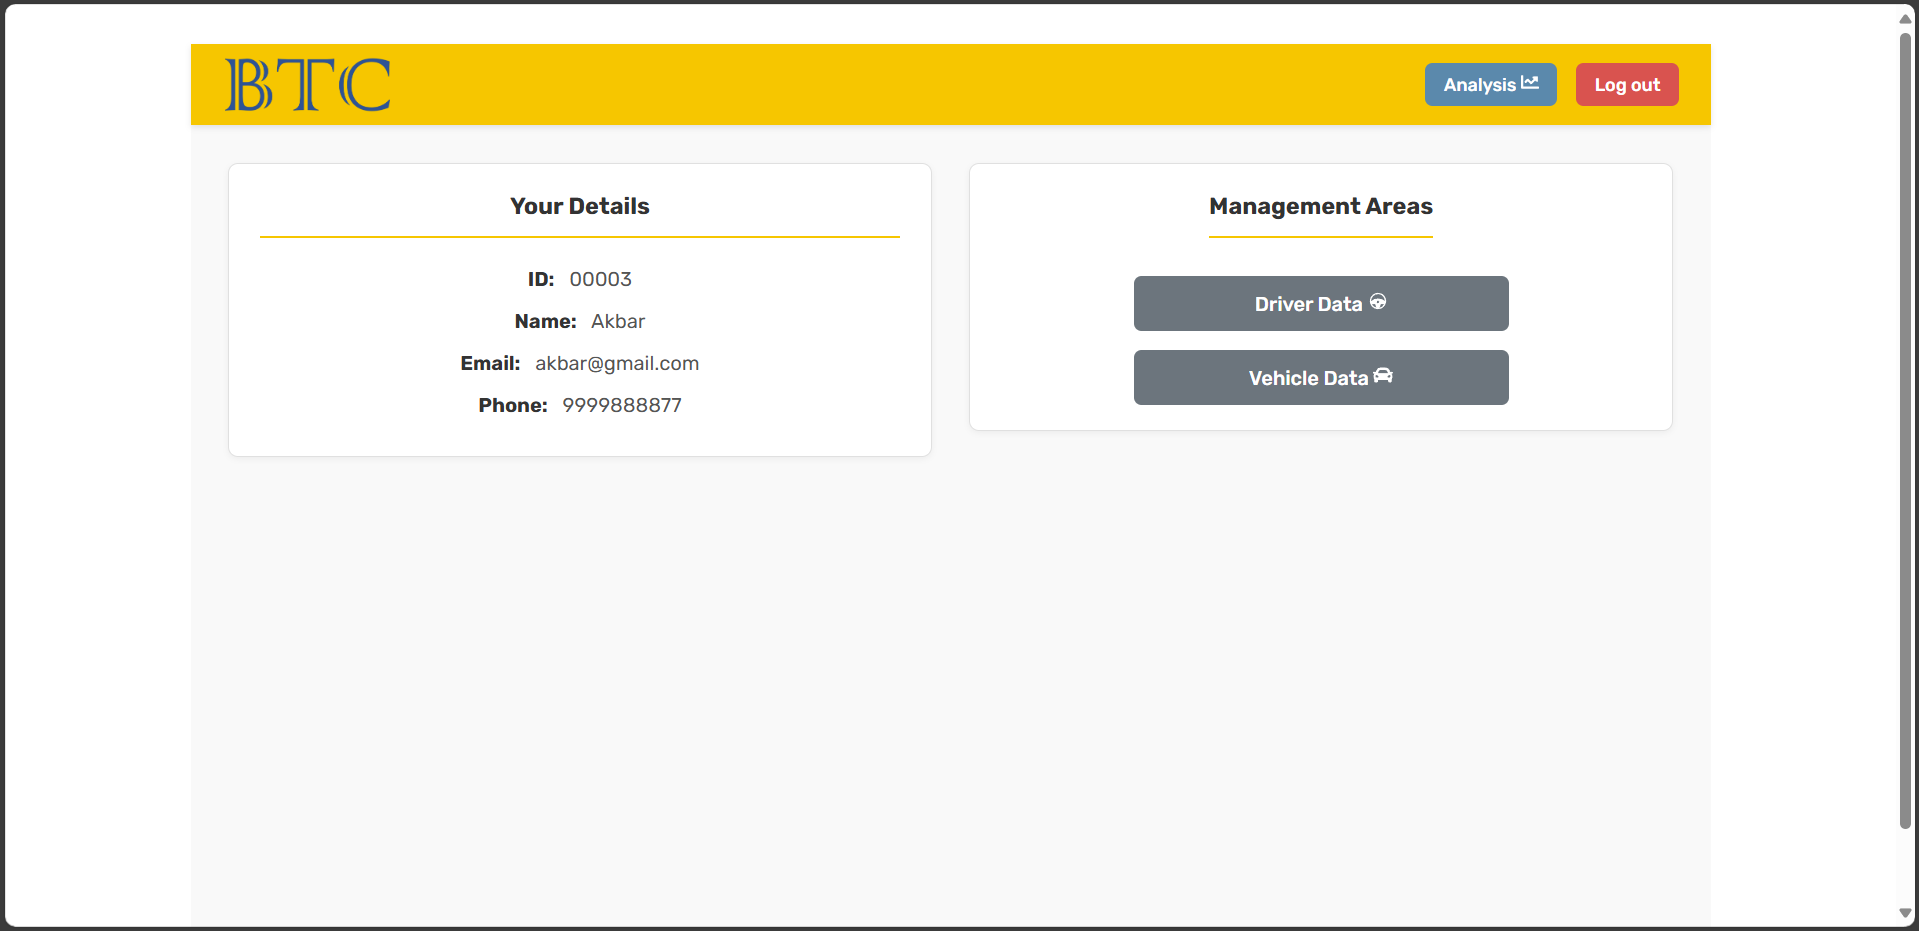 BTC
Analysis
Log out
Your Details
ID: 00003
Name: Akbar
Email: akbar@gmail.com
Phone: 9999888877
Management Areas
Driver Data
Vehicle Data